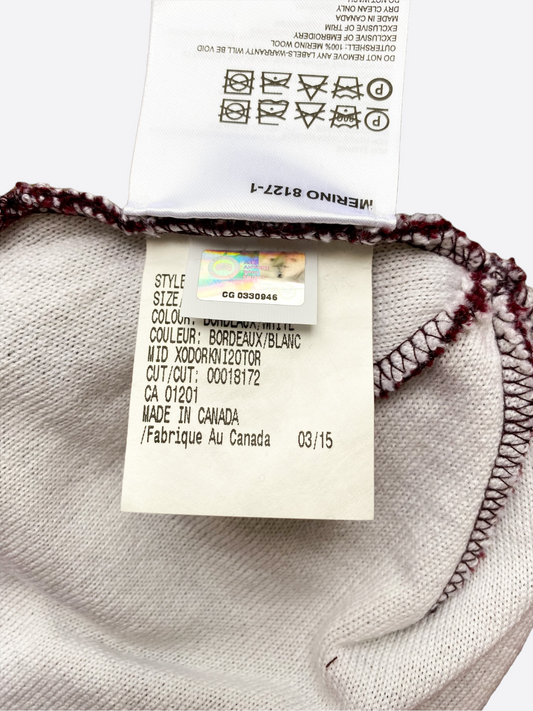 NOT WASH
DRY CLEAN ONLY
MADE IN CANADA
EXCLUSIVE OF TRIM
EXCLUSIVE OF EMBROIDERY
OUTERSHELL: 100% MERINO WOOL
DO NOT REMOVE ANY LABELS-WARRANTY WILL BE VOID
P
P
MERINO 8127-1
CG 0330946
STYLE
SIZE/
COLOUR: BORDEAUX/WHITE
COULEUR: BORDEAUX/BLANC
MID XODORKNI20TOR
CUT/CUT: 00018172
CA 01201
MADE IN CANADA
/Fabrique Au Canada 03/15